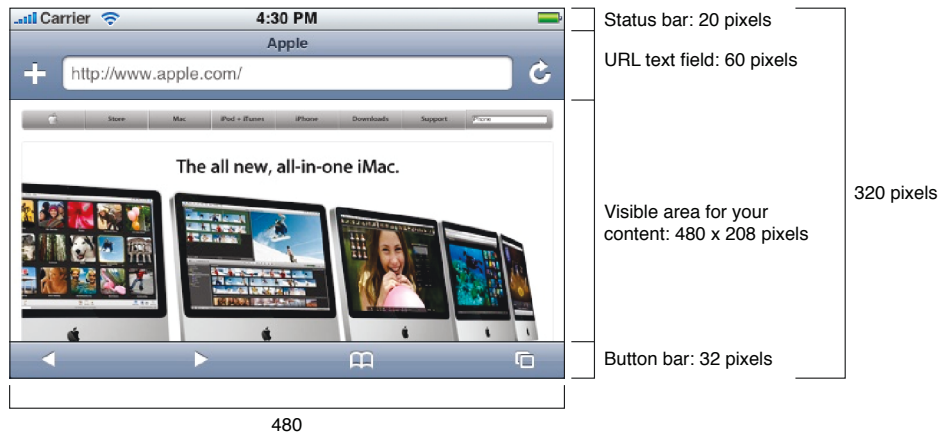 Carrier
4:30 PM
Apple
http://www.apple.com/
Store Mac iPod + iTunes iPhone Downloads Support iPhone
The all new, all-in-one iMac.
Status bar: 20 pixels
URL text field: 60 pixels
Visible area for your
content: 480 x 208 pixels
320 pixels
Button bar: 32 pixels
480